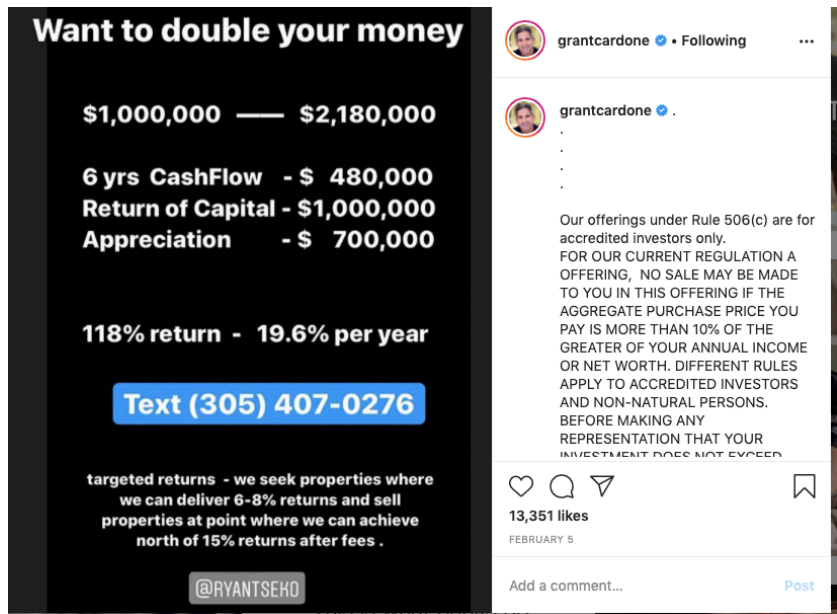 Want to double your money
$1,000,000 —— $2,180,000
6 yrs CashFlow - $ 480,000
Return of Capital - $1,000,000
Appreciation - $ 700,000
118% return - 19.6% per year
Text (305) 407-0276
targeted returns - we seek properties where
we can deliver 6-8% returns and sell
properties at point where we can achieve
north of 15% returns after fees .
@RYANTSEKO
grantcardone • Following
grantcardone .
.
.
.
.
Our offerings under Rule 506(c) are for
accredited investors only.
FOR OUR CURRENT REGULATION A
OFFERING, NO SALE MAY BE MADE
TO YOU IN THIS OFFERING IF THE
AGGREGATE PURCHASE PRICE YOU
PAY IS MORE THAN 10% OF THE
GREATER OF YOUR ANNUAL INCOME
OR NET WORTH. DIFFERENT RULES
APPLY TO ACCREDITED INVESTORS
AND NON-NATURAL PERSONS.
BEFORE MAKING ANY
REPRESENTATION THAT YOUR
INVESTMENT DOES NOT EXCEED
13,351 likes
FEBRUARY 5
Add a comment...
Post